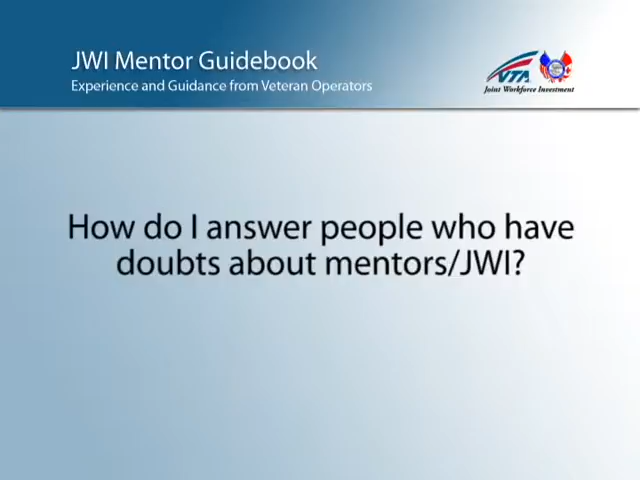 JWI Mentor Guidebook
Experience and Guidance from Veteran Operators
VTA
Joint Workforce Investment
How do I answer people who have
doubts about mentors/JWI?